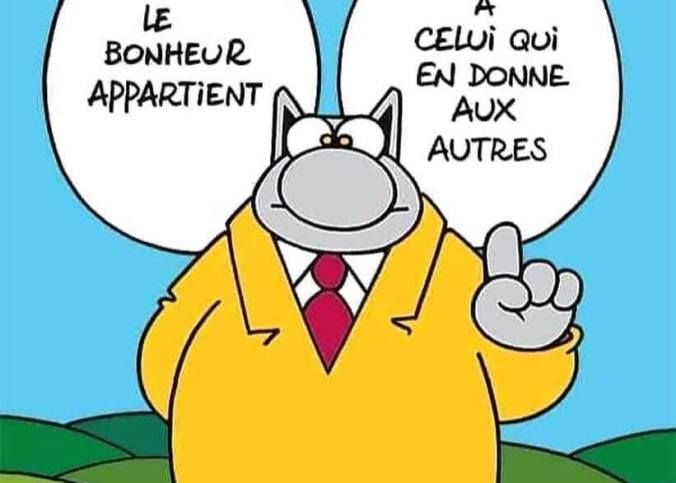 LE
BONHEUR
APPARTiENT
A
CELUi QUi
EN DONNE
AUX
AUTRES